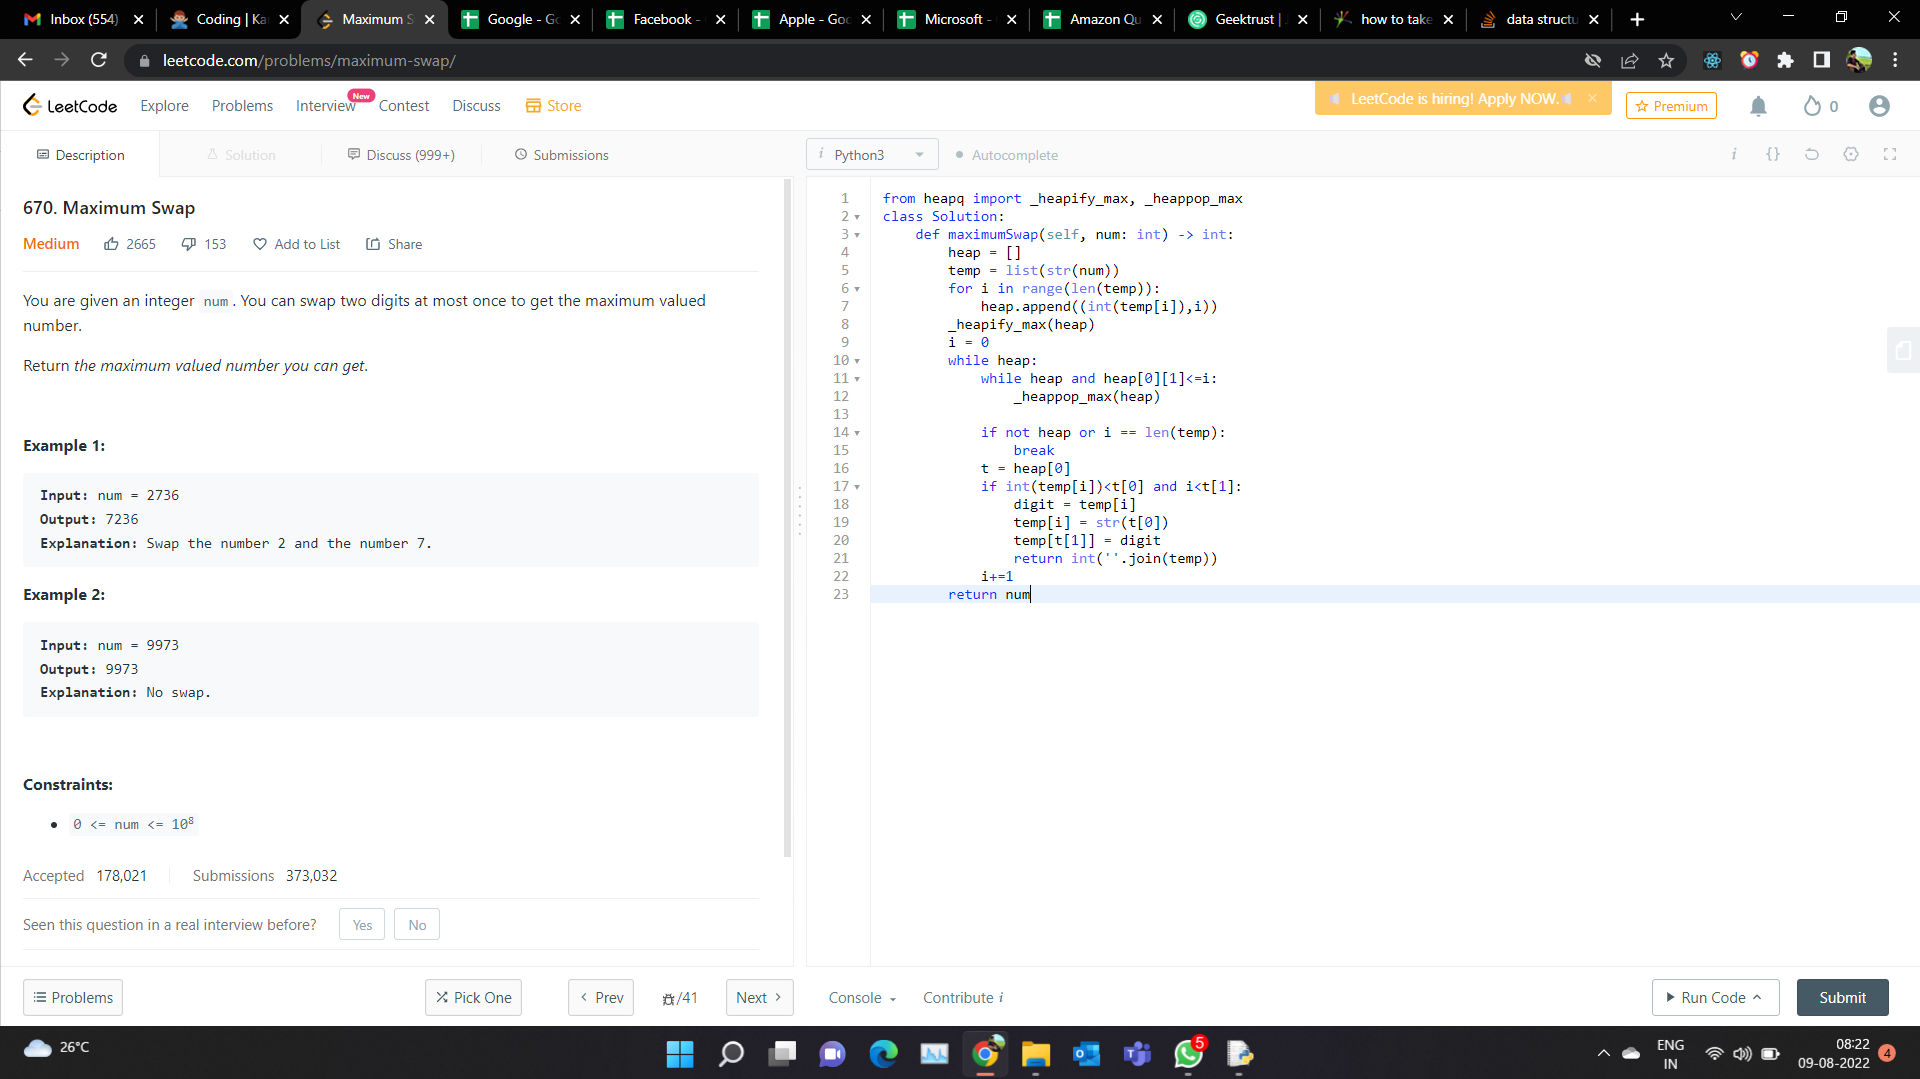 Inbox (554)
Coding | Ka
Maximum S
Google - Go
Facebook -
Apple - Goo
Microsoft -
Amazon Qu
Geektrust |
how to take
data structu
leetcode.com/problems/maximum-swap/
LeetCode
Explore
Problems
Interview
New
Contest
Discuss
Store
LeetCode is hiring! Apply NOW.
Premium
0
Description
Solution
Discuss (999+)
Submissions
i Python3
Autocomplete
i {}
670. Maximum Swap
Medium
2665
153
Add to List
Share
You are given an integer num. You can swap two digits at most once to get the maximum valued
number.
Return the maximum valued number you can get.
Example 1:
Input: num = 2736
Output: 7236
Explanation: Swap the number 2 and the number 7.
Example 2:
Input: num = 9973
Output: 9973
Explanation: No swap.
Constraints:
0 <= num <= 10⁸
Accepted 178,021
Submissions 373,032
Seen this question in a real interview before?
Yes
No
1 from heapq import _heapify_max, _heappop_max
2 class Solution:
3     def maximumSwap(self, num: int) -> int:
4         heap = []
5         temp = list(str(num))
6         for i in range(len(temp)):
7             heap.append((int(temp[i]),i))
8         _heapify_max(heap)
9         i = 0
10         while heap:
11             while heap and heap[0][1]<=i:
12                 _heappop_max(heap)
13
14             if not heap or i == len(temp):
15                 break
16             t = heap[0]
17             if int(temp[i])<t[0] and i<t[1]:
18                 digit = temp[i]
19                 temp[i] = str(t[0])
20                 temp[t[1]] = digit
21                 return int(''.join(temp))
22             i+=1
23         return num
Problems
Pick One
Prev
/41
Next
Console
Contribute i
Run Code
Submit
26°C
5
ENG
IN
08:22
09-08-2022
4